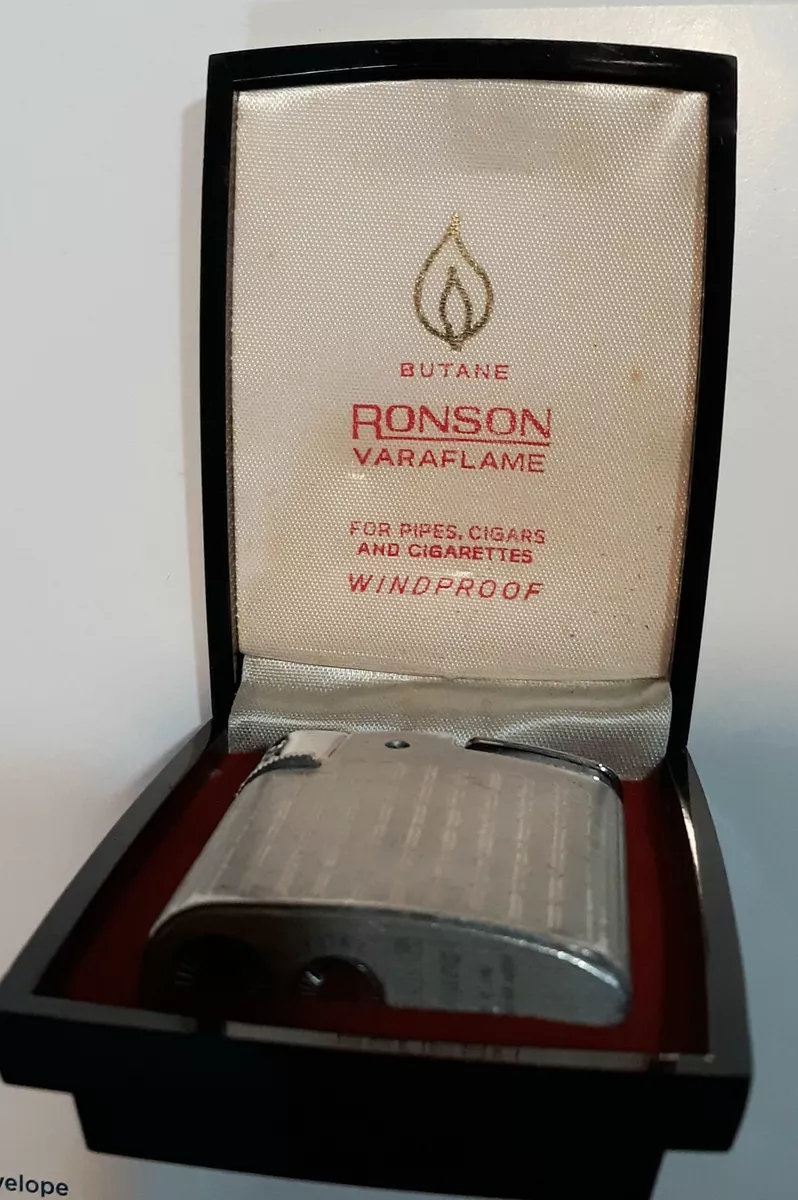 BUTANE
RONSON
VARAFLAME
FOR PIPES, CIGARS
AND CIGARETTES
WINDPROOF
velope